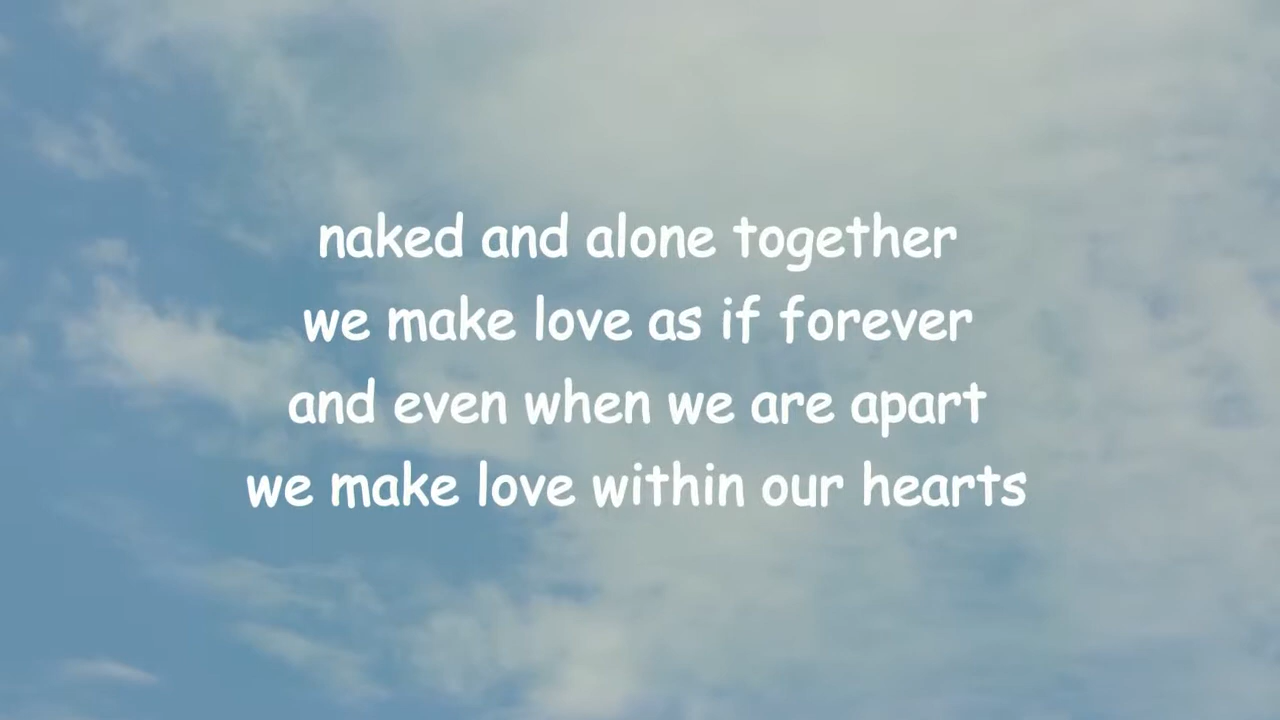 naked and alone together
we make love as if forever
and even when we are apart
we make love within our hearts